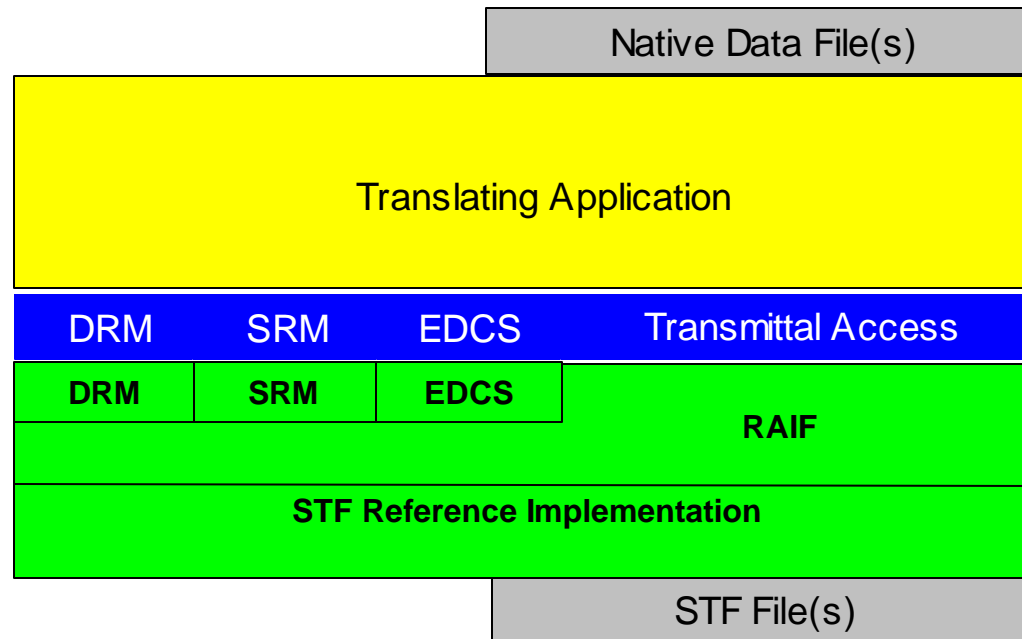 Native Data File(s)
Translating Application
DRM SRM EDCS Transmittal Access
DRM SRM EDCS
RAIF
STF Reference Implementation
STF File(s)